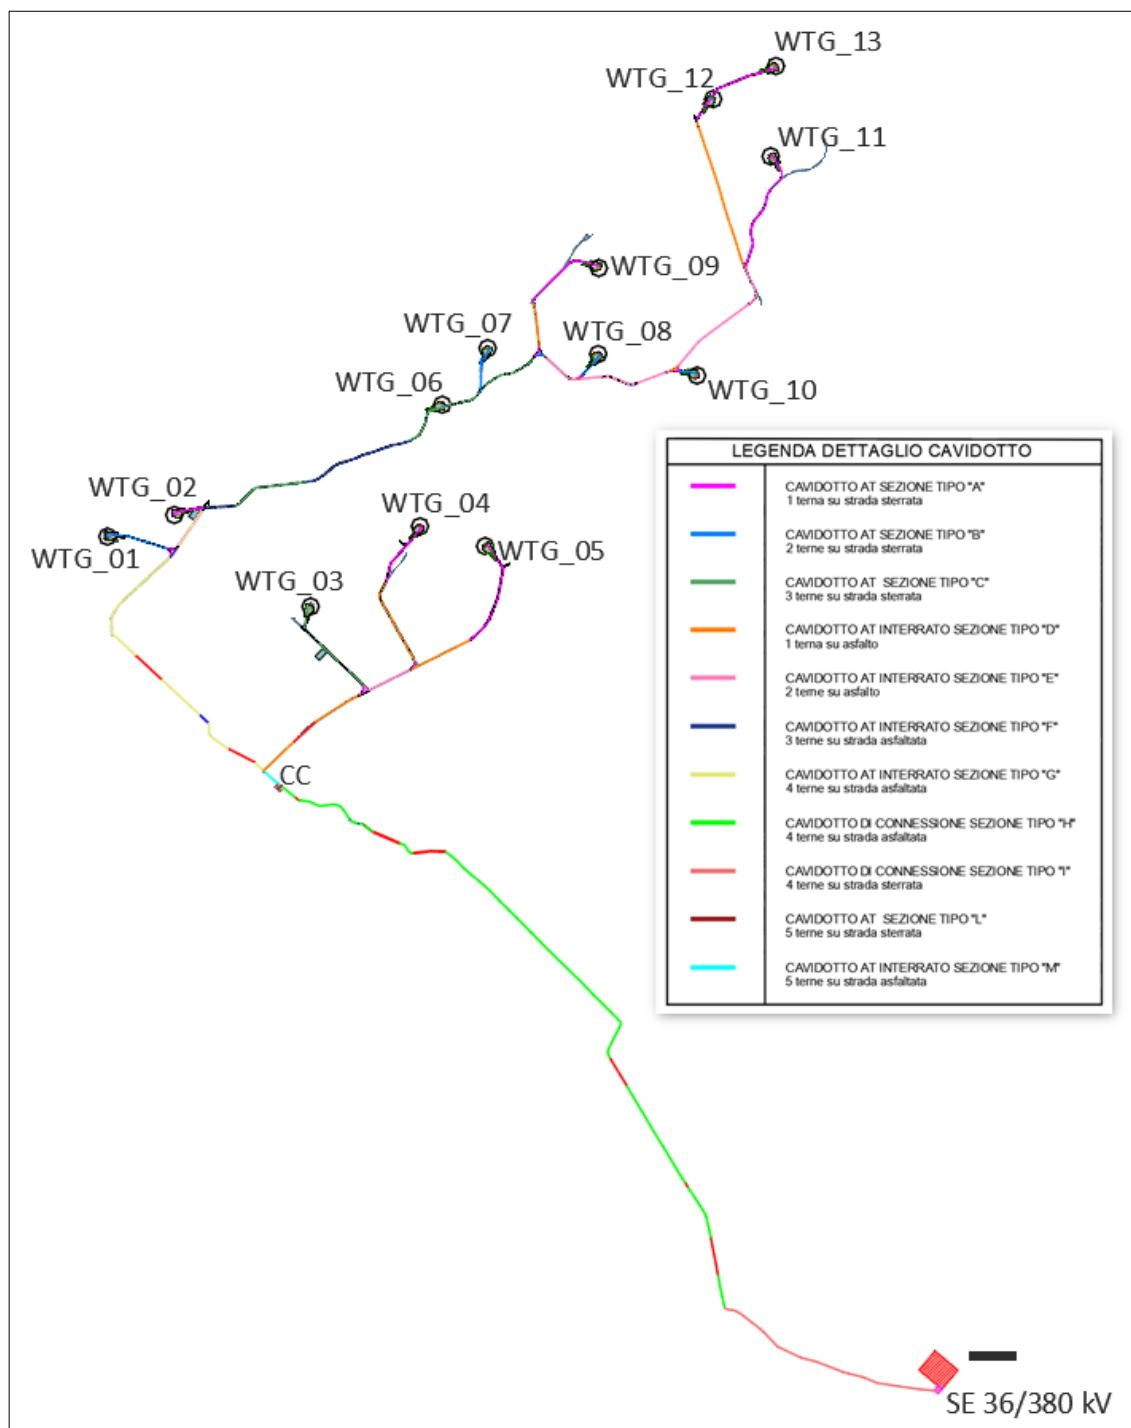 WTG_13
WTG_12
WTG_11
WTG_09
WTG_07
WTG_08
WTG_06
WTG_10
WTG_02
WTG_04
WTG_01
WTG_05
WTG_03
CC
LEGENDA DETTAGLIO CAVIDOTTO
CAVIDOTTO AT SEZIONE TIPO "A"
1 terna su strada sterrata
CAVIDOTTO AT SEZIONE TIPO "B"
2 terne su strada sterrata
CAVIDOTTO AT SEZIONE TIPO "C"
3 terne su strada sterrata
CAVIDOTTO AT INTERRATO SEZIONE TIPO "D"
1 terna su asfalto
CAVIDOTTO AT INTERRATO SEZIONE TIPO "E"
2 terne su asfalto
CAVIDOTTO AT INTERRATO SEZIONE TIPO "F"
3 terne su strada asfaltata
CAVIDOTTO AT INTERRATO SEZIONE TIPO "G"
4 terne su strada asfaltata
CAVIDOTTO DI CONNESSIONE SEZIONE TIPO "H"
4 terne su strada asfaltata
CAVIDOTTO DI CONNESSIONE SEZIONE TIPO "I"
4 terne su strada sterrata
CAVIDOTTO AT SEZIONE TIPO "L"
5 terne su strada sterrata
CAVIDOTTO AT INTERRATO SEZIONE TIPO "M"
5 terne su strada asfaltata
SE 36/380 kV